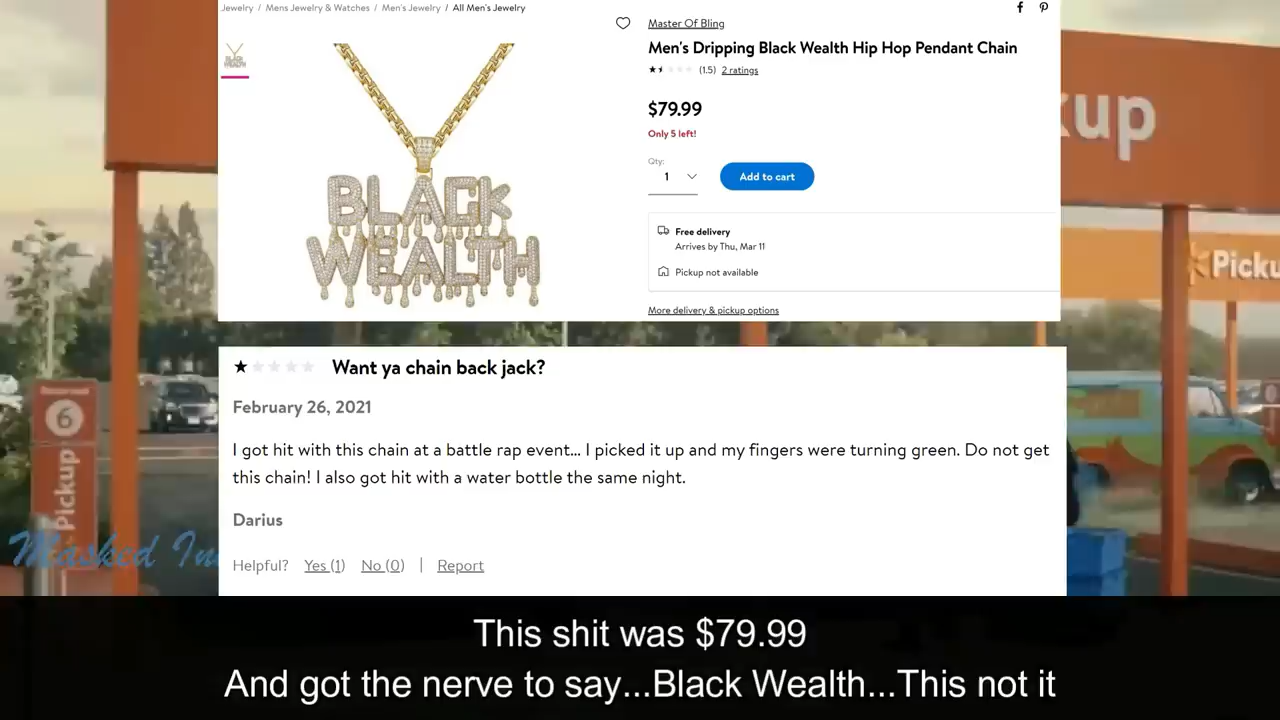 Jewelry / Mens Jewelry & Watches / Men's Jewelry / All Men's Jewelry
Master Of Bling
Men's Dripping Black Wealth Hip Hop Pendant Chain
(1.5) 2 ratings
$79.99
Only 5 left!
Qty:
1
Add to cart
Free delivery
Arrives by Thu, Mar 11
Pickup not available
More delivery & pickup options
BLACK
WEALTH
kup
Picku
6
Pickup
Want ya chain back jack?
February 26, 2021
I got hit with this chain at a battle rap event... I picked it up and my fingers were turning green. Do not get
this chain! I also got hit with a water bottle the same night.
Darius
Helpful? Yes (1) No (0) | Report
Masked In
This shit was $79.99
And got the nerve to say...Black Wealth...This not it